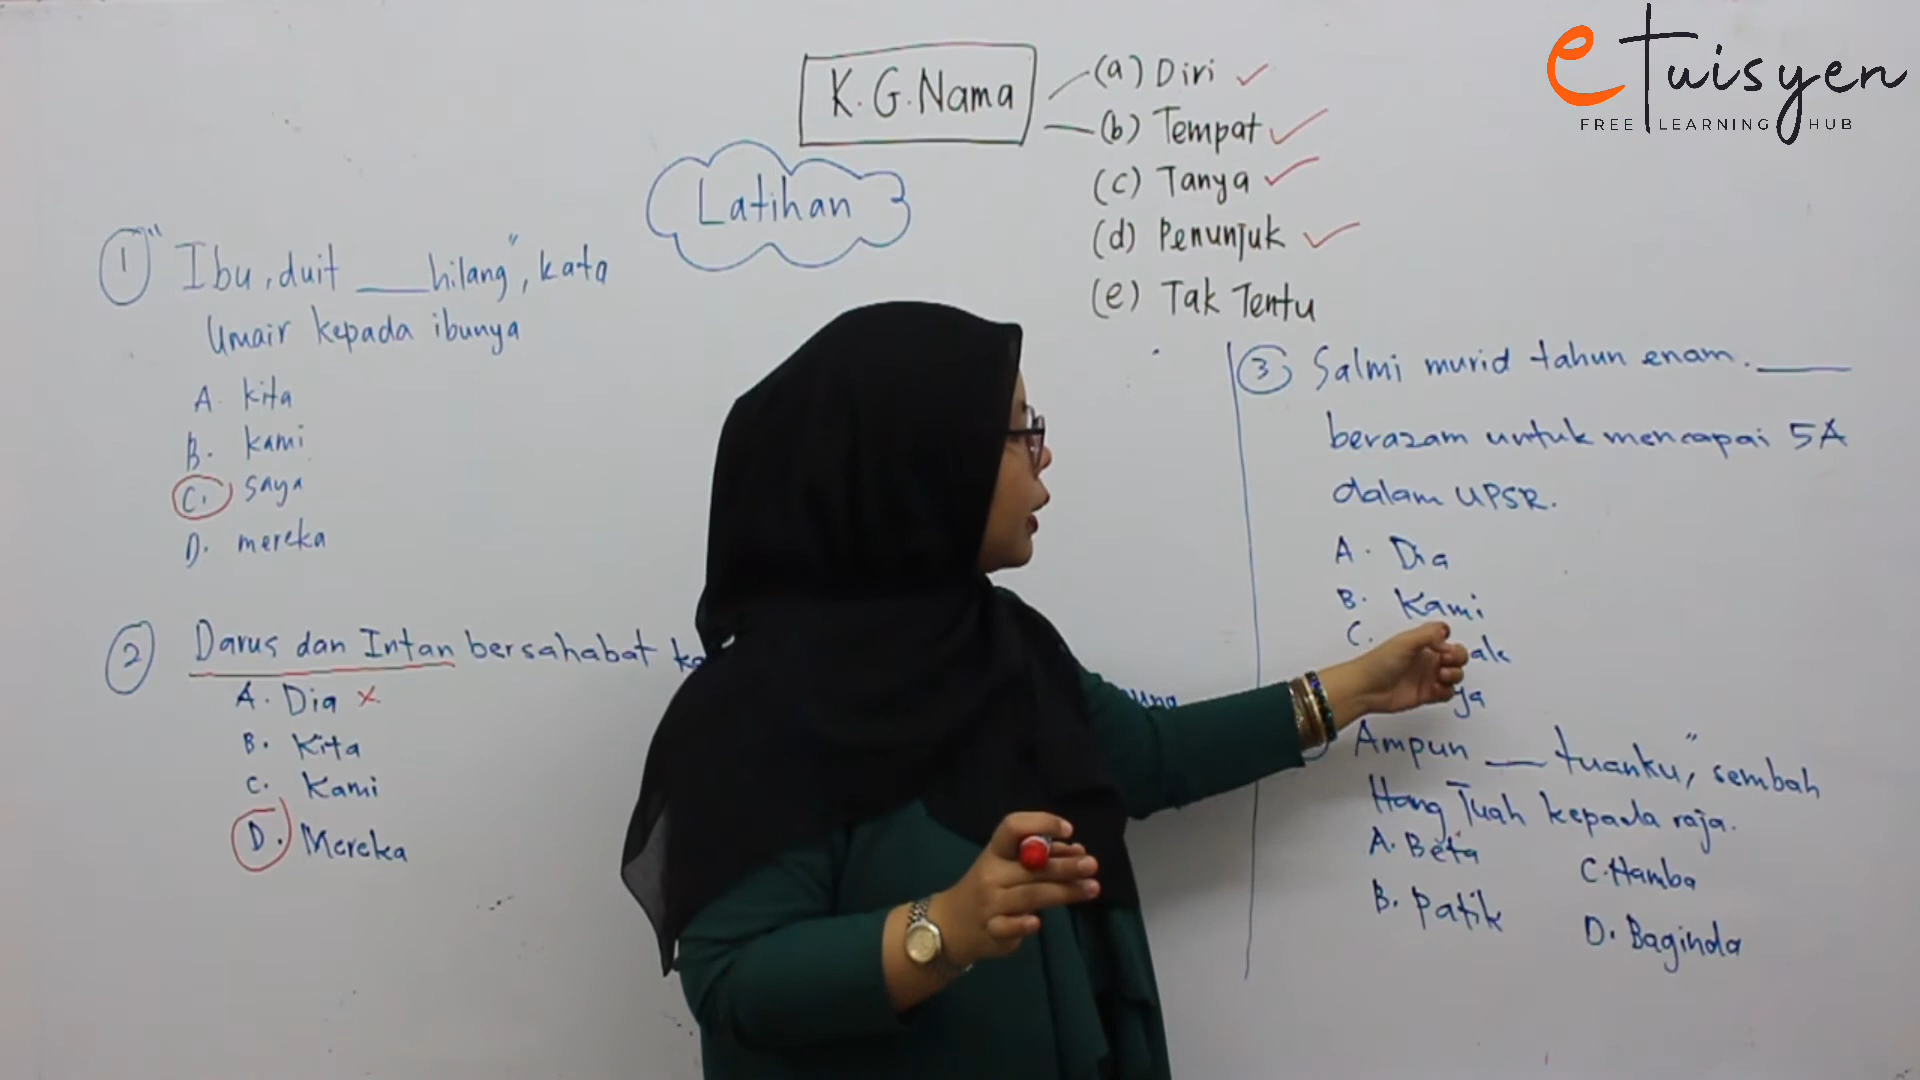 eTuisyen
FREE LEARNING HUB
K.G.Nama
(a) Diri ✓
(b) Tempat ✓
(c) Tanya ✓
(d) Penunjuk ✓
(e) Tak Tentu
Latihan
1 "Ibu, duit ____ hilang", kata
Umair kepada ibunya
A. kita
B. kami
C. saya
D. mereka
2 Darus dan Intan bersahabat
A. Dia x
B. Kita
C. Kami
D. Mereka
3 Salmi murid tahun enam. ____
berazam untuk mencapai 5A
dalam UPSR.
A. Dia
B. Kami
C.
Ampun ___ tuanku," sembah
Hang Tuah kepada raja.
A. Beta
C. Hamba
B. Patik
D. Baginda